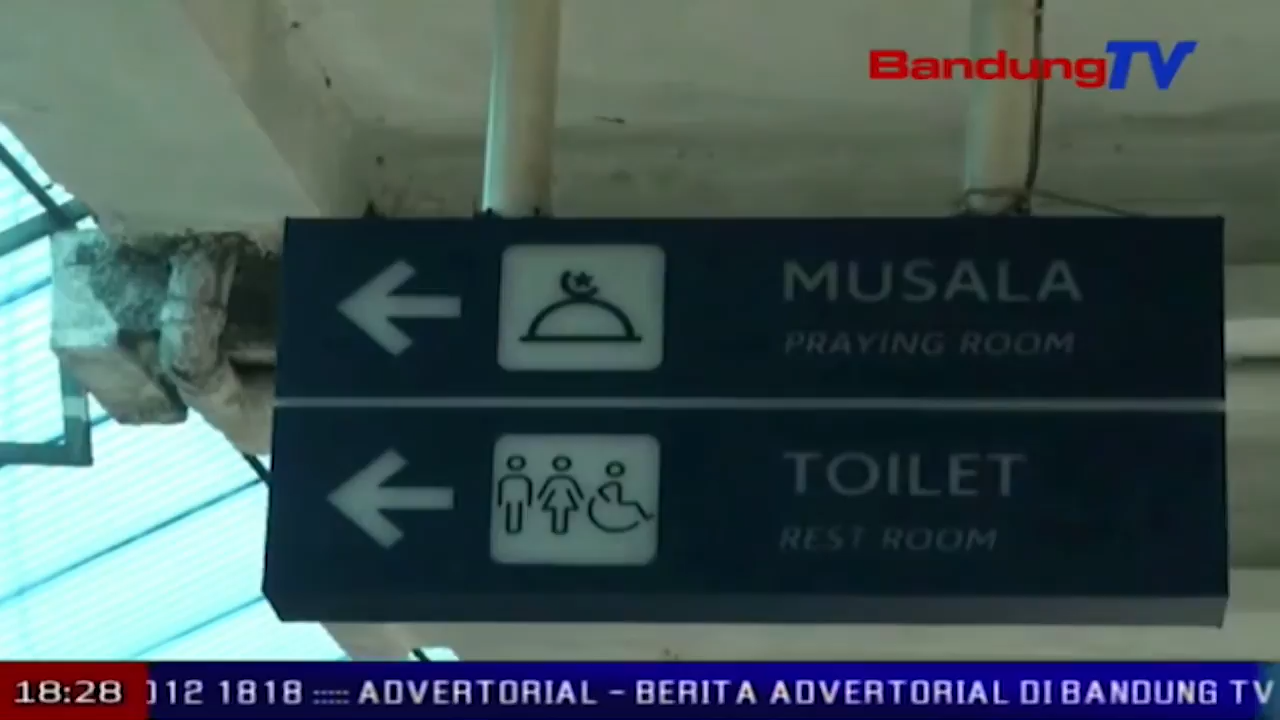 BandungTV
MUSALA
PRAYING ROOM
TOILET
REST ROOM
18:28 012 1818 ::::: ADVERTORIAL - BERITA ADVERTORIAL DI BANDUNG TV